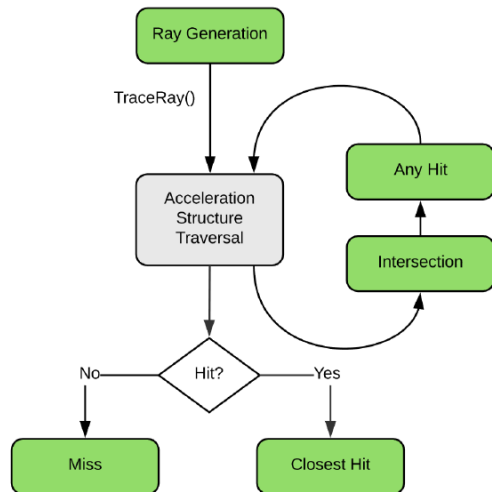 Ray Generation
TraceRay()
Acceleration
Structure
Traversal
Any Hit
Intersection
Hit?
No
Yes
Miss
Closest Hit